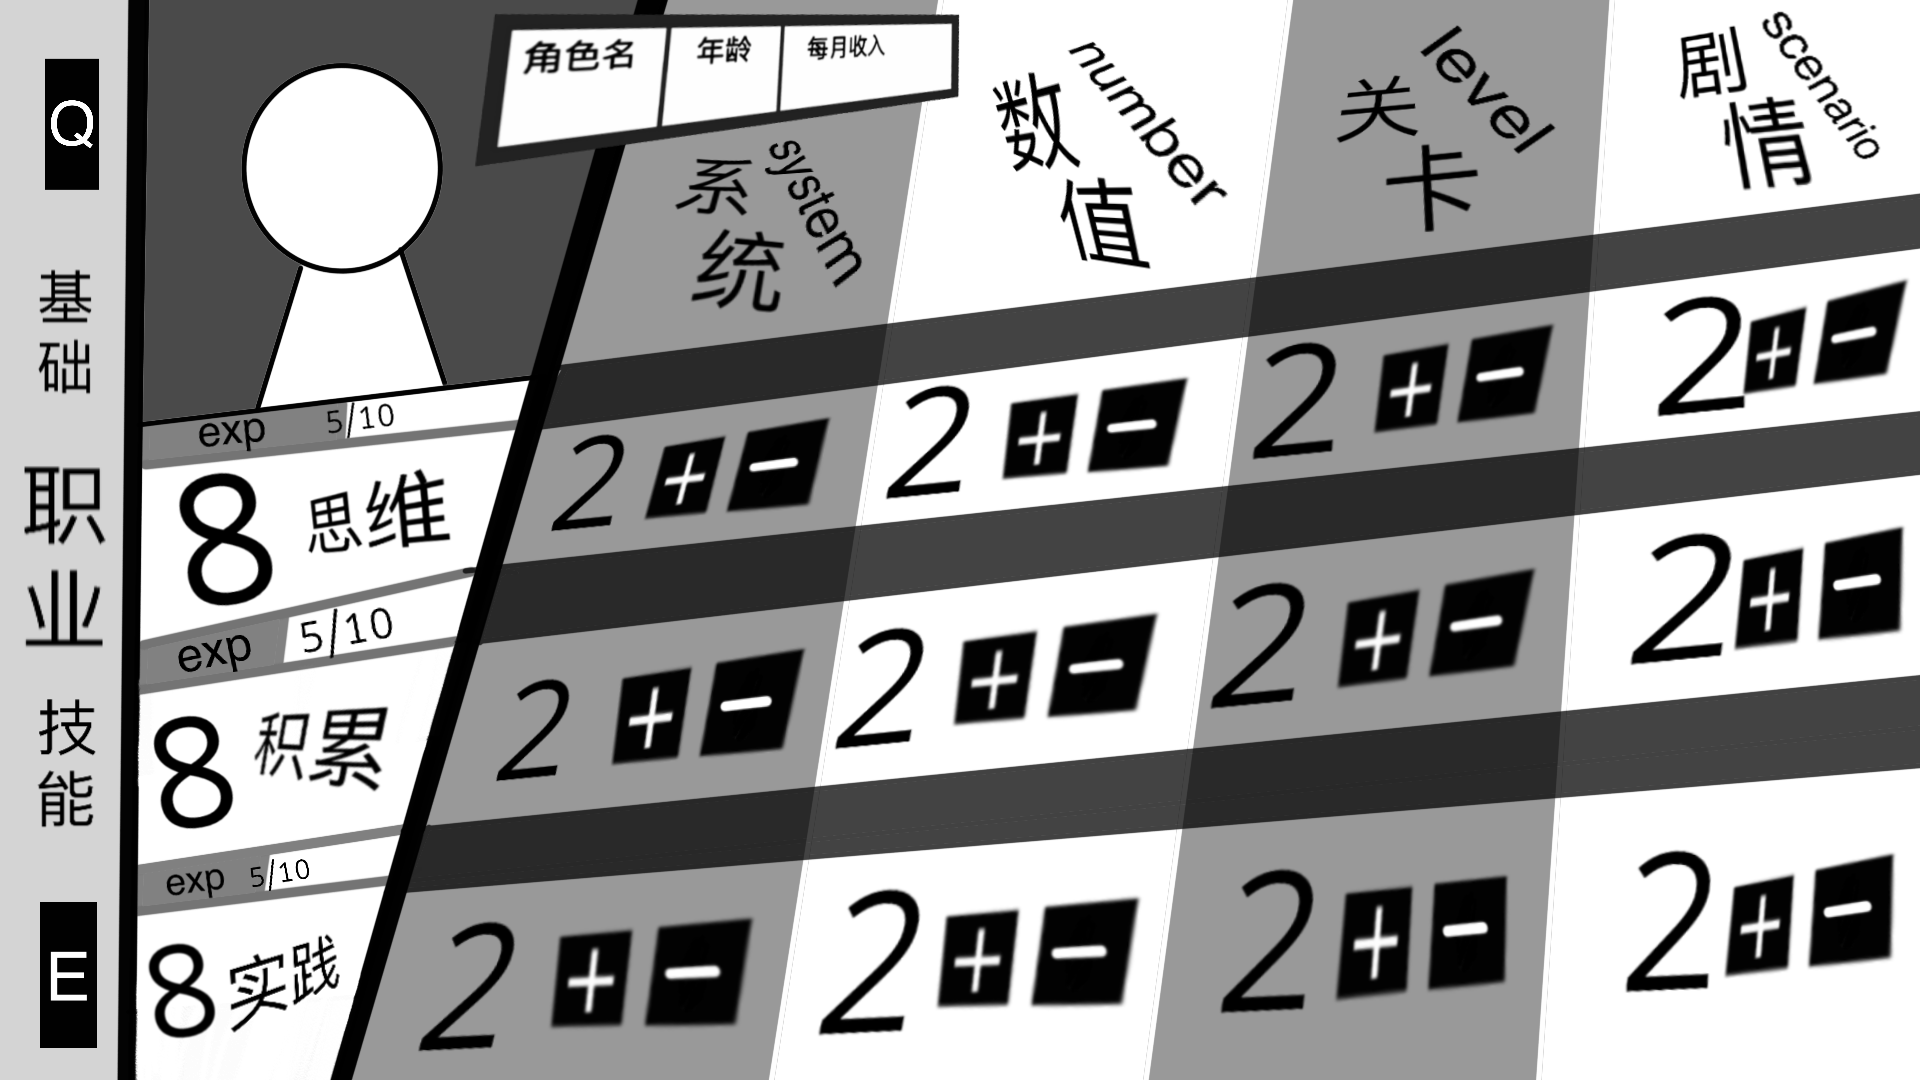 Q
基础
职业
技能
E
角色名 年龄 每月收入
系统 system
数值 number
关卡 level
剧情 scenario
exp 5/10
8 思维
2 + - 2 + - 2 + - 2 + -
exp 5/10
8 积累
2 + - 2 + - 2 + - 2 + -
exp 5/10
8 实践
2 + - 2 + - 2 + - 2 + -